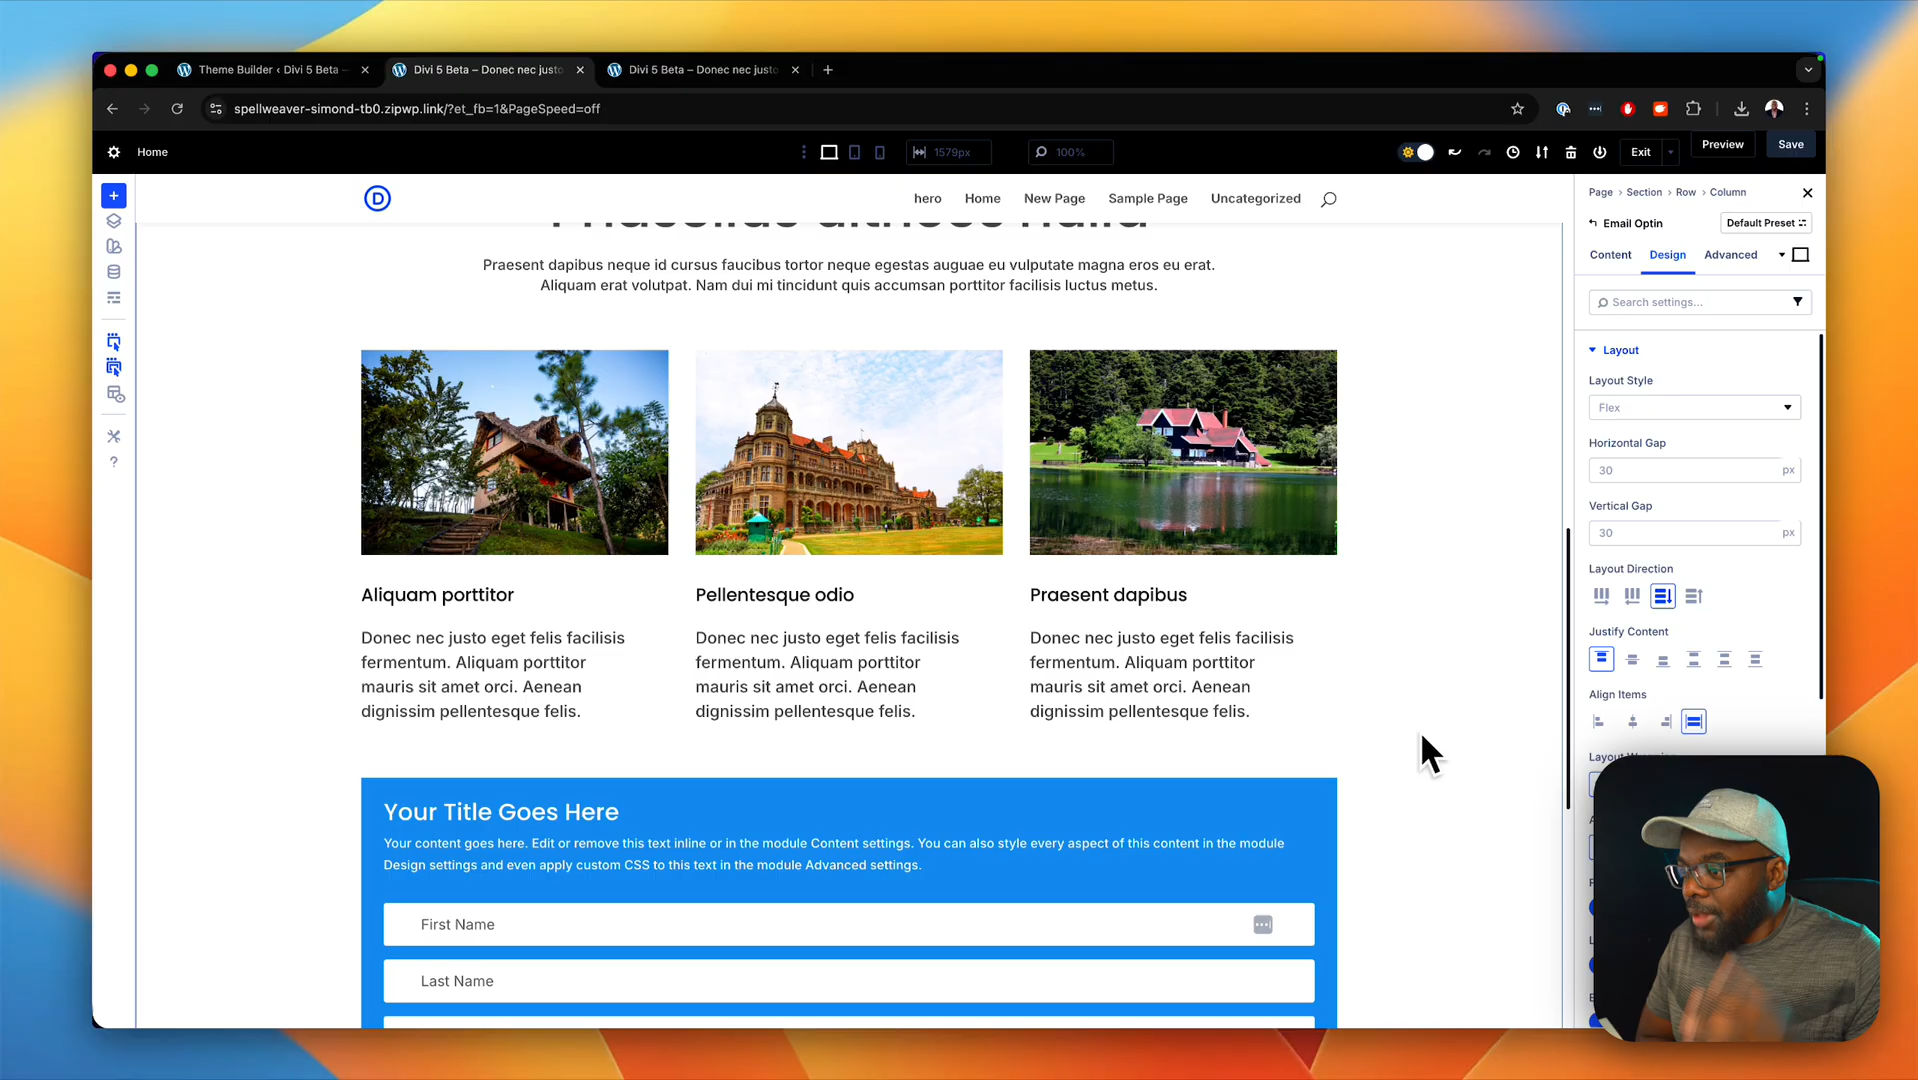 Theme Builder ‹ Divi 5 Beta –
Divi 5 Beta – Donec nec justo
Divi 5 Beta – Donec nec justo
spellweaver-simond-tb0.zipwp.link/?et_fb=1&PageSpeed=off
Home
1579px
100%
Exit
Preview
Save
D
hero
Home
New Page
Sample Page
Uncategorized
Praesent dapibus neque id cursus faucibus tortor neque egestas auguae eu vulputate magna eros eu erat.
Aliquam erat volutpat. Nam dui mi tincidunt quis accumsan porttitor facilisis luctus metus.
Aliquam porttitor
Donec nec justo eget felis facilisis
fermentum. Aliquam porttitor
mauris sit amet orci. Aenean
dignissim pellentesque felis.
Pellentesque odio
Donec nec justo eget felis facilisis
fermentum. Aliquam porttitor
mauris sit amet orci. Aenean
dignissim pellentesque felis.
Praesent dapibus
Donec nec justo eget felis facilisis
fermentum. Aliquam porttitor
mauris sit amet orci. Aenean
dignissim pellentesque felis.
Your Title Goes Here
Your content goes here. Edit or remove this text inline or in the module Content settings. You can also style every aspect of this content in the module
Design settings and even apply custom CSS to this text in the module Advanced settings.
First Name
Last Name
Page › Section › Row › Column
Email Optin
Default Preset
Content
Design
Advanced
Search settings...
Layout
Layout Style
Flex
Horizontal Gap
30
px
Vertical Gap
30
px
Layout Direction
Justify Content
Align Items